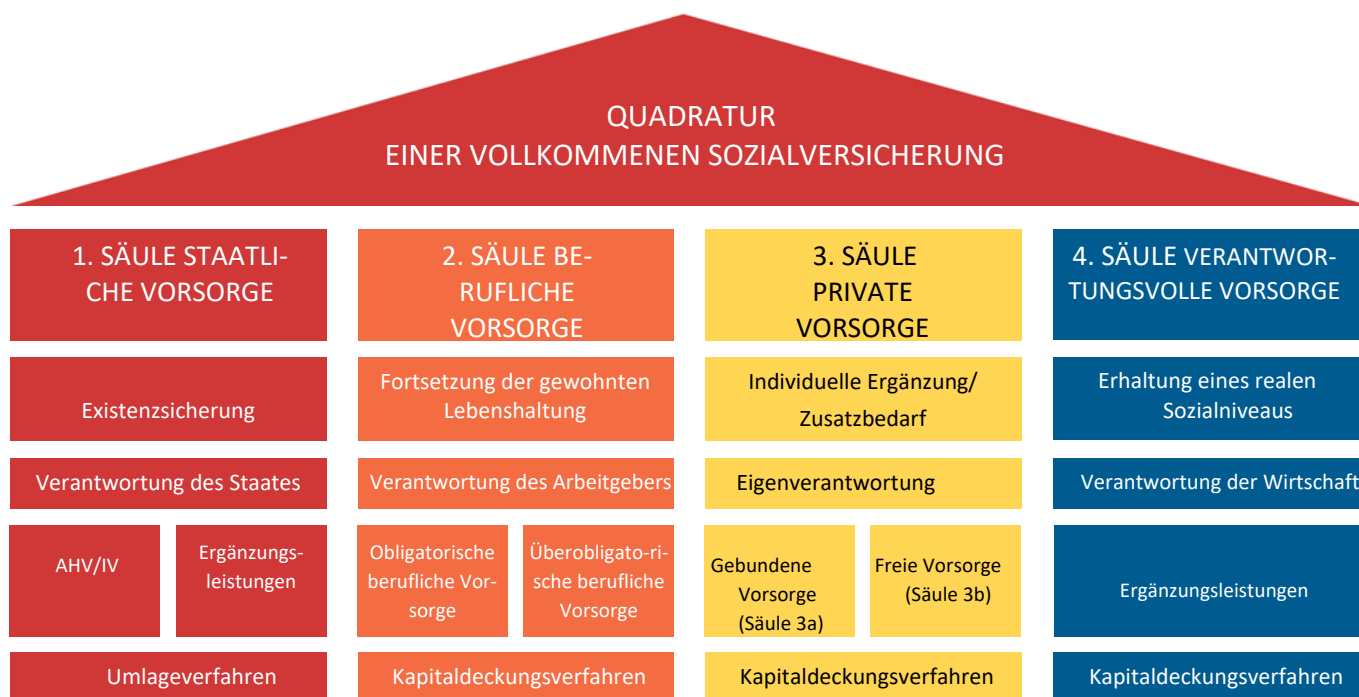 QUADRATUR
EINER VOLLKOMMENEN SOZIALVERSICHERUNG
1. SÄULE STAATLI-
CHE VORSORGE
2. SÄULE BE-
RUFLICHE
VORSORGE
3. SÄULE
PRIVATE
VORSORGE
4. SÄULE VERANTWOR-
TUNGSVOLLE VORSORGE
Existenzsicherung
Fortsetzung der gewohnten
Lebenshaltung
Individuelle Ergänzung/
Zusatzbedarf
Erhaltung eines realen
Sozialniveaus
Verantwortung des Staates
Verantwortung des Arbeitgebers
Eigenverantwortung
Verantwortung der Wirtschaft
AHV/IV
Ergänzungs-
leistungen
Obligatorische
berufliche Vor-
sorge
Überobligato-ri-
sche berufliche
Vorsorge
Gebundene
Vorsorge
(Säule 3a)
Freie Vorsorge
(Säule 3b)
Ergänzungsleistungen
Umlageverfahren
Kapitaldeckungsverfahren
Kapitaldeckungsverfahren
Kapitaldeckungsverfahren